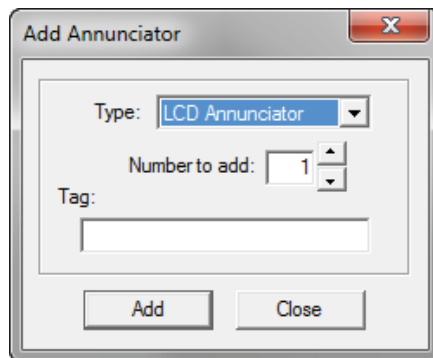 Add Annunciator
Type: LCD Annunciator
Number to add: 1
Tag:
Add Close